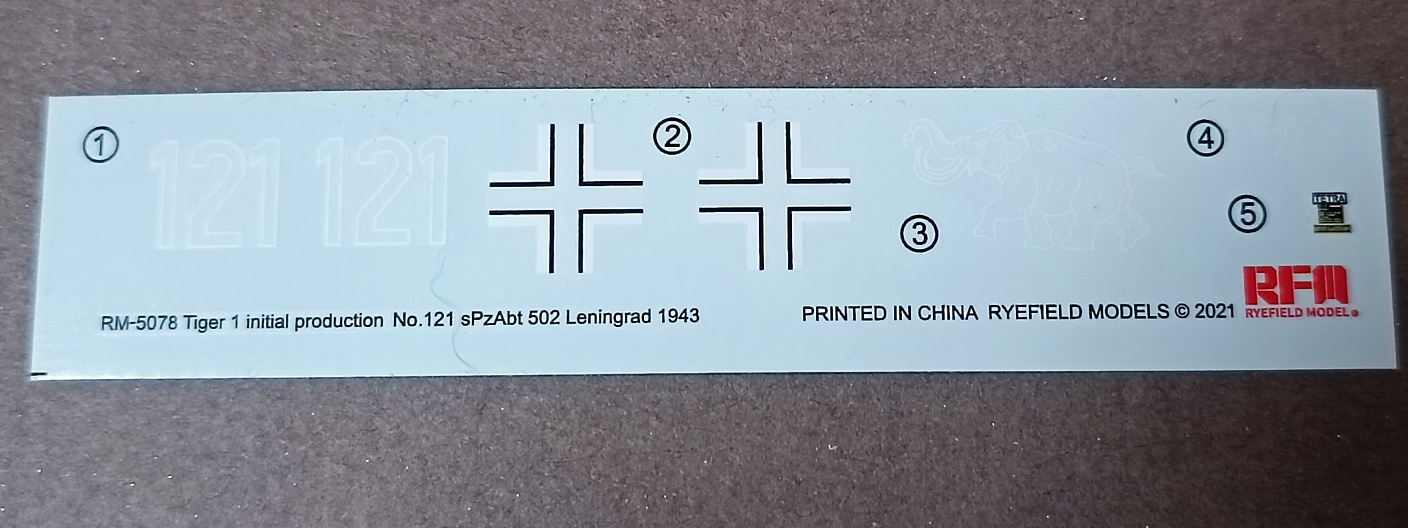 ① 121 121 ② ④
③ ⑤ TETRA
RM-5078 Tiger 1 initial production No.121 sPzAbt 502 Leningrad 1943
PRINTED IN CHINA RYEFIELD MODELS © 2021
RFM
RYEFIELD MODEL ®